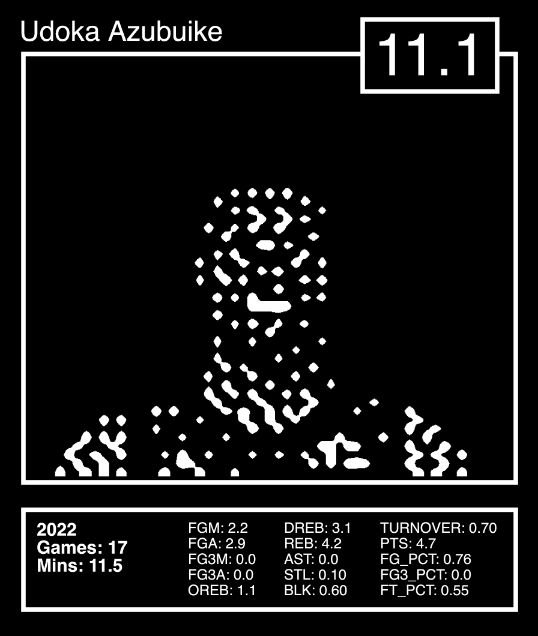 Udoka Azubuike
11.1
2022
Games: 17
Mins: 11.5
FGM: 2.2
FGA: 2.9
FG3M: 0.0
FG3A: 0.0
OREB: 1.1
DREB: 3.1
REB: 4.2
AST: 0.0
STL: 0.10
BLK: 0.60
TURNOVER: 0.70
PTS: 4.7
FG_PCT: 0.76
FG3_PCT: 0.0
FT_PCT: 0.55